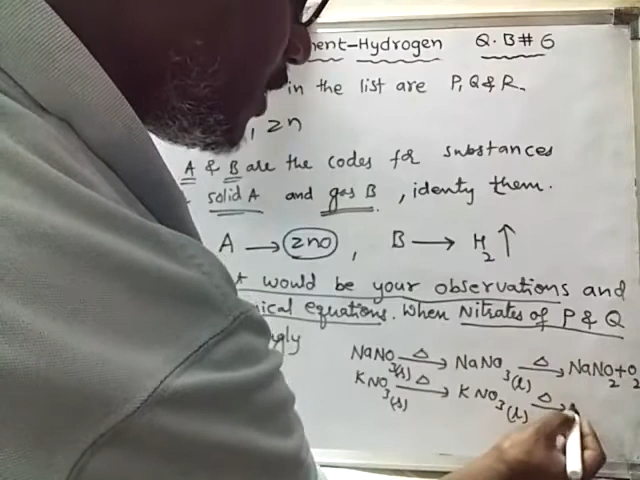 ment-Hydrogen Q.B# 6
in the list are P, Q & R.
, Zn
A & B are the codes for substances
solid A and gas B , identy them.
A → ZnO , B → H2↑
would be your observations and
ical equations. When Nitrates of P & Q
gly
NaNO3(s) →Δ NaNO3(l) →Δ NaNO2+O2
KNO3(s) →Δ KNO3(l) →Δ